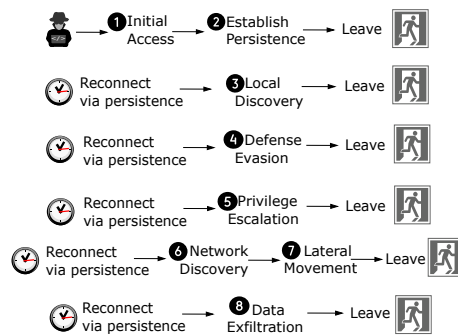 1 Initial Access 2 Establish Persistence Leave
Reconnect via persistence 3 Local Discovery Leave
Reconnect via persistence 4 Defense Evasion Leave
Reconnect via persistence 5 Privilege Escalation Leave
Reconnect via persistence 6 Network Discovery 7 Lateral Movement Leave
Reconnect via persistence 8 Data Exfiltration Leave